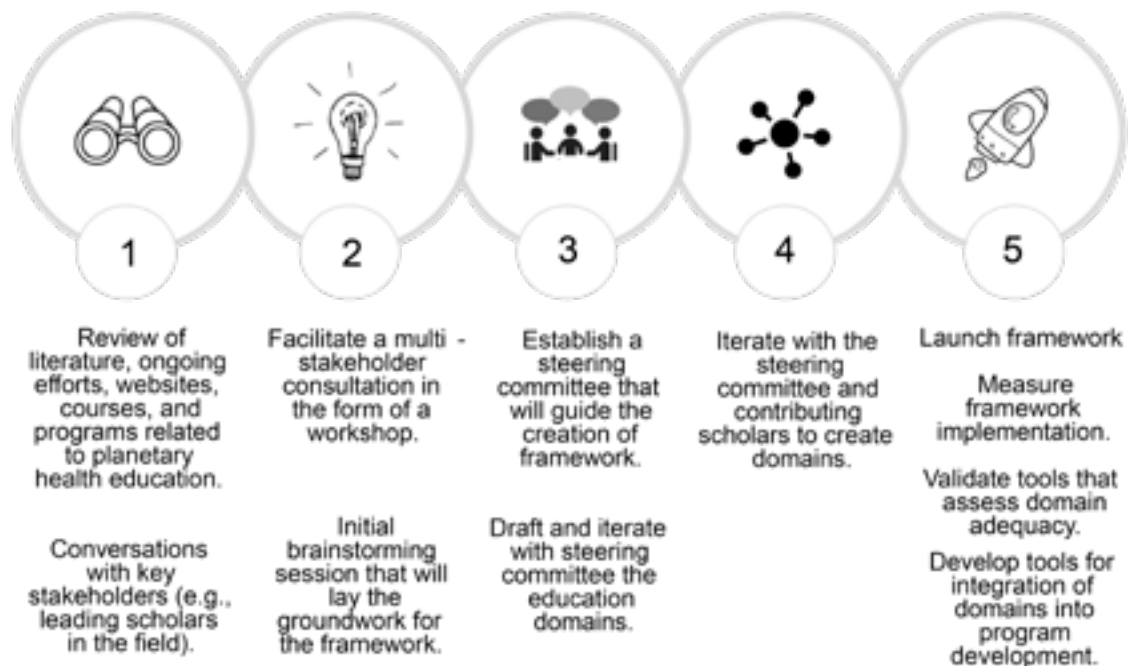 1
2
3
4
5
Review of
literature, ongoing
efforts, websites,
courses, and
programs related
to planetary
health education.
Conversations
with key
stakeholders (e.g.,
leading scholars
in the field).
Facilitate a multi -
stakeholder
consultation in
the form of a
workshop.
Initial
brainstorming
session that will
lay the
groundwork for
the framework.
Establish a
steering
committee that
will guide the
creation of
framework.
Draft and iterate
with steering
committee the
education
domains.
Iterate with the
steering
committee and
contributing
scholars to create
domains.
Launch framework
Measure
framework
implementation.
Validate tools that
assess domain
adequacy.
Develop tools for
integration of
domains into
program
development.